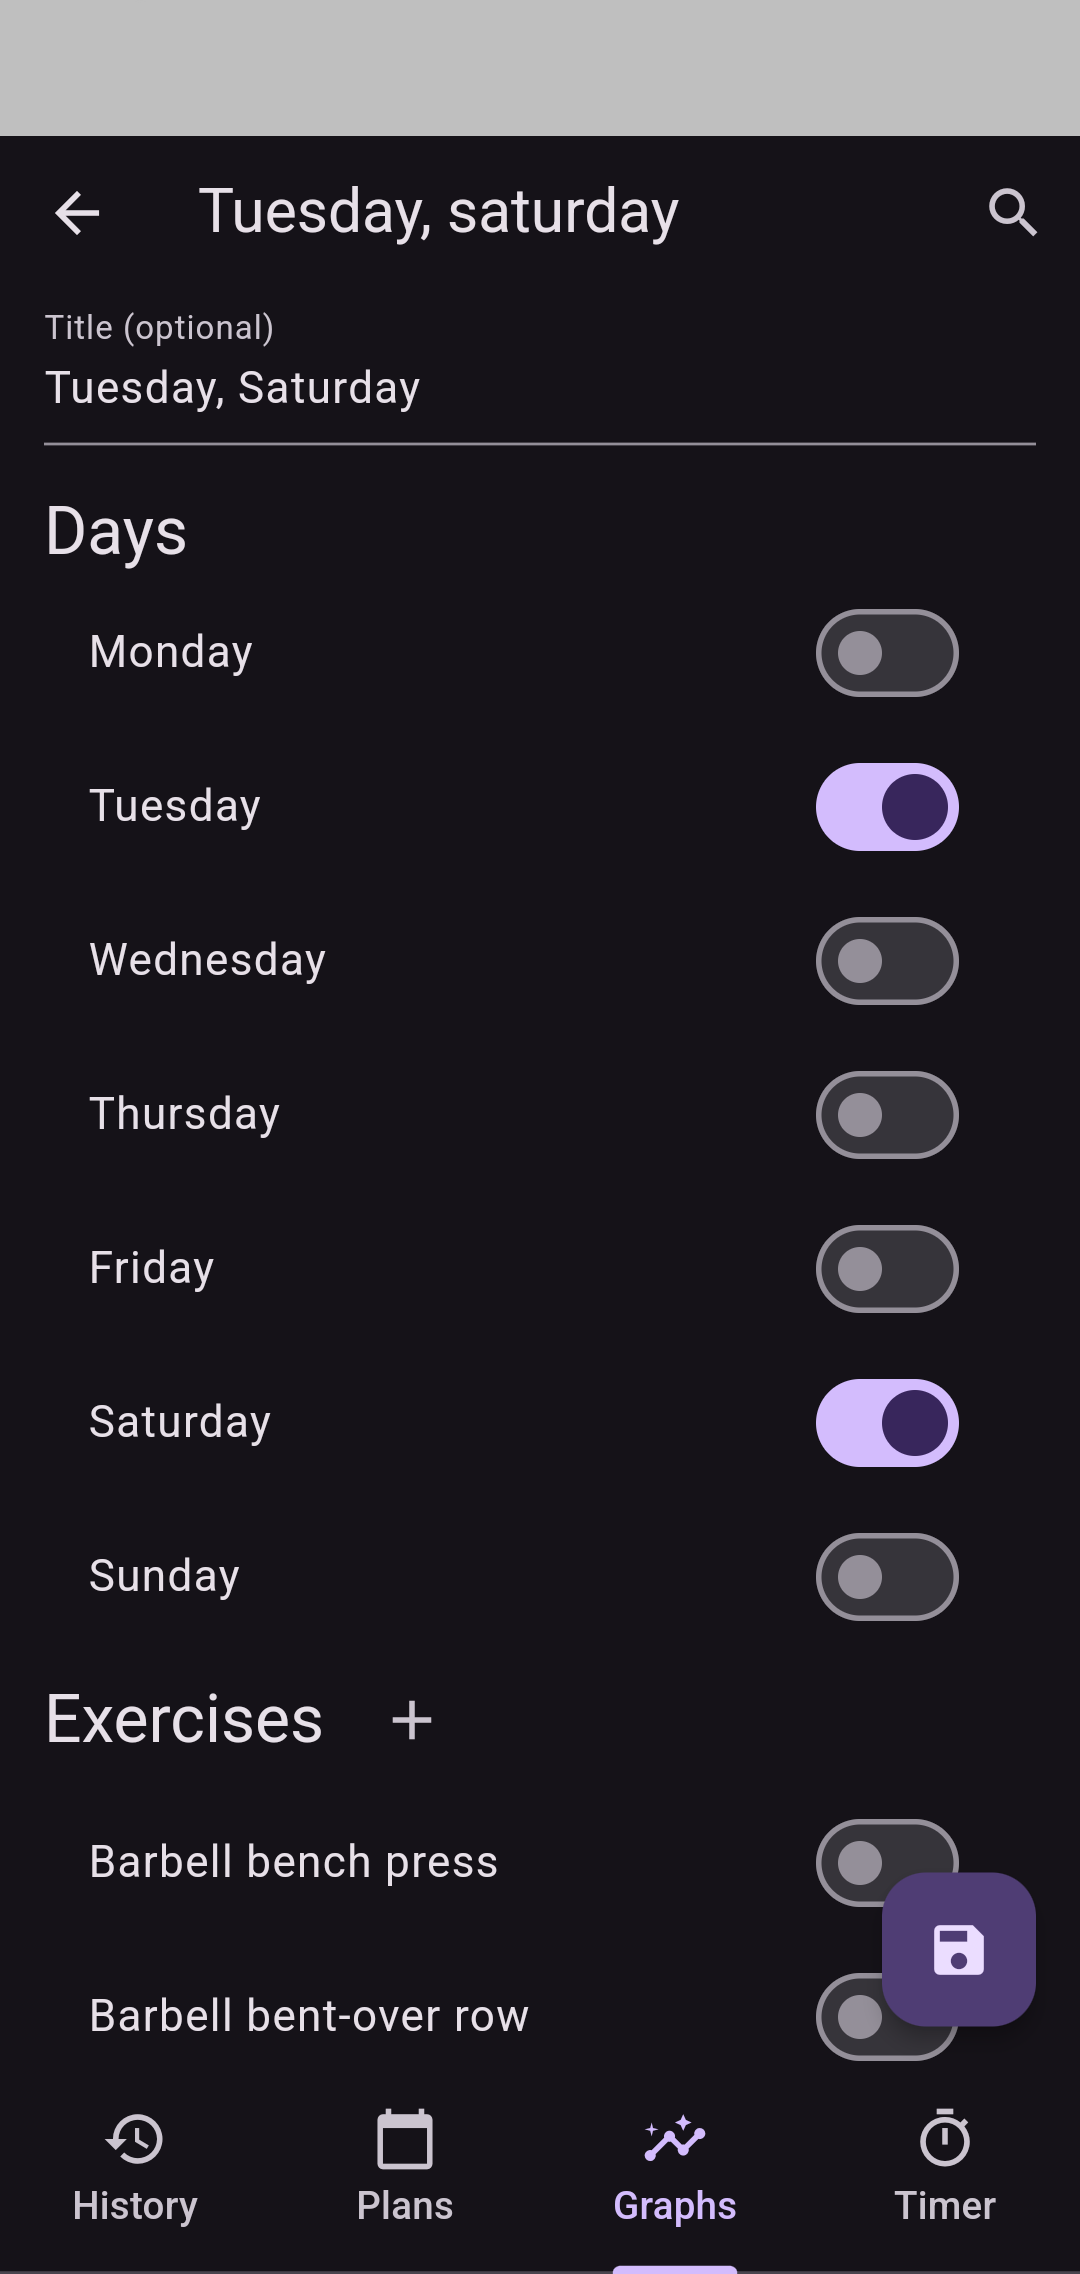 Tuesday, saturday
Title (optional)
Tuesday, Saturday
Days
Monday
Tuesday
Wednesday
Thursday
Friday
Saturday
Sunday
Exercises
Barbell bench press
Barbell bent-over row
History
Plans
Graphs
Timer